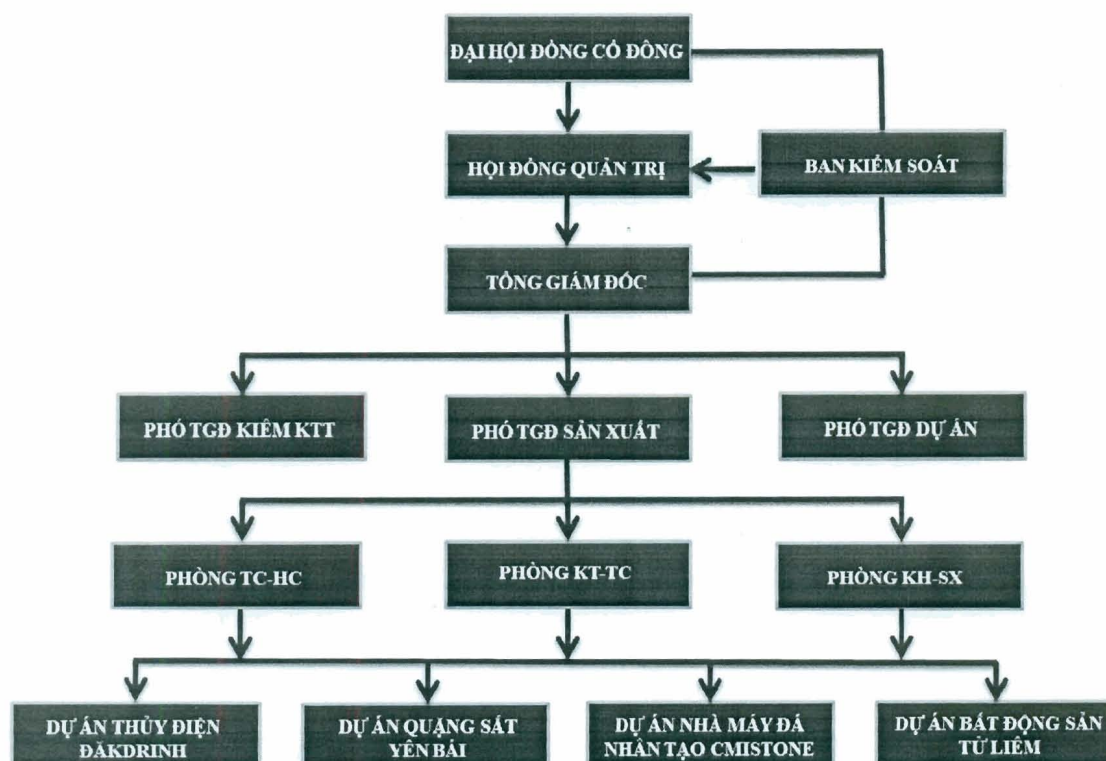 ĐẠI HỘI ĐỒNG CỔ ĐÔNG
HỘI ĐỒNG QUẢN TRỊ
BAN KIỂM SOÁT
TỔNG GIÁM ĐỐC
PHÓ TGĐ KIÊM KTT
PHÓ TGĐ SẢN XUẤT
PHÓ TGĐ DỰ ÁN
PHÒNG TC-HC
PHÒNG KT-TC
PHÒNG KH-SX
DỰ ÁN THỦY ĐIỆN
ĐĂKDRINH
DỰ ÁN QUẶNG SẮT
YÊN BÁI
DỰ ÁN NHÀ MÁY ĐÁ
NHÂN TẠO CMISTONE
DỰ ÁN BẤT ĐỘNG SẢN
TỪ LIÊM